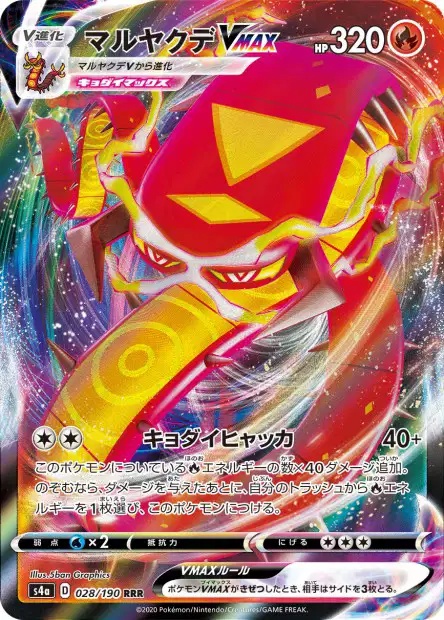 V進化
マルヤクデVMAX
HP320
マルヤクデVから進化
キョダイマックス
キョダイヒャッカ 40+
このポケモンについているエネルギーの数×40ダメージ追加。
のぞむなら、ダメージを与えたあとに、自分のトラッシュからエネ
ルギーを1枚選び、このポケモンにつける。
弱点 ×2 抵抗力 にげる
VMAXルール
ポケモンVMAXがきぜつしたとき、相手はサイドを3枚とる。
Illus. 5ban Graphics
s4a D 028/190 RRR
©2020 Pokémon/Nintendo/Creatures/GAME FREAK.